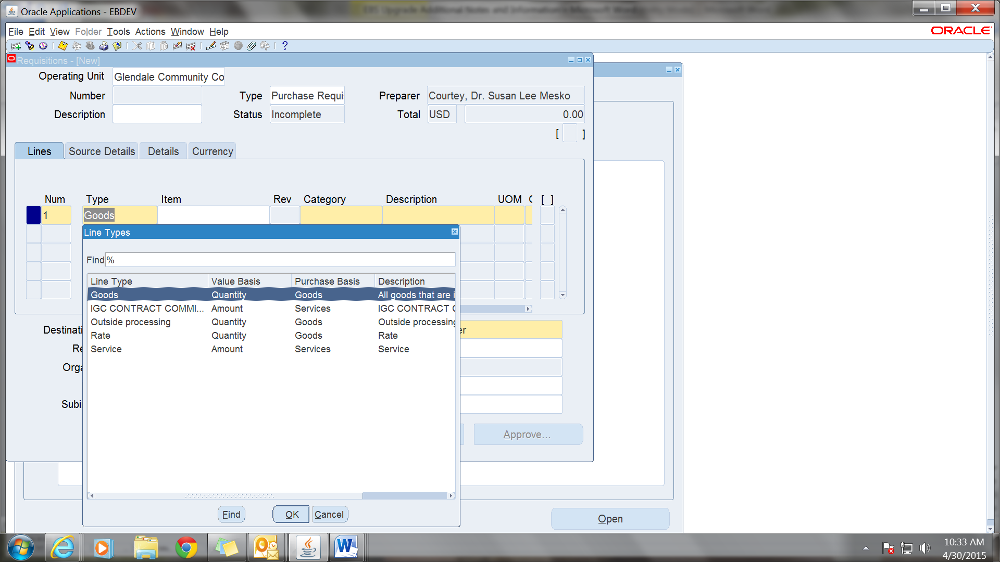 Oracle Applications - EBDEV
File Edit View Folder Tools Actions Window Help
ORACLE
Requisitions - [New]
Operating Unit Glendale Community Co
Number Type Purchase Requi Preparer Courtey, Dr. Susan Lee Mesko
Description Status Incomplete Total USD 0.00
[ ]
Lines Source Details Details Currency
Num Type Item Rev Category Description UOM [ ]
1 Goods
Line Types
Find %
Line Type Value Basis Purchase Basis Description
Goods Quantity Goods All goods that are i
IGC CONTRACT COMMI... Amount Services IGC CONTRACT C
Outside processing Quantity Goods Outside processing
Rate Quantity Goods Rate
Service Amount Services Service
Destinati er
Re
Orga
Subi
Approve...
Find OK Cancel
Open
10:33 AM
4/30/2015